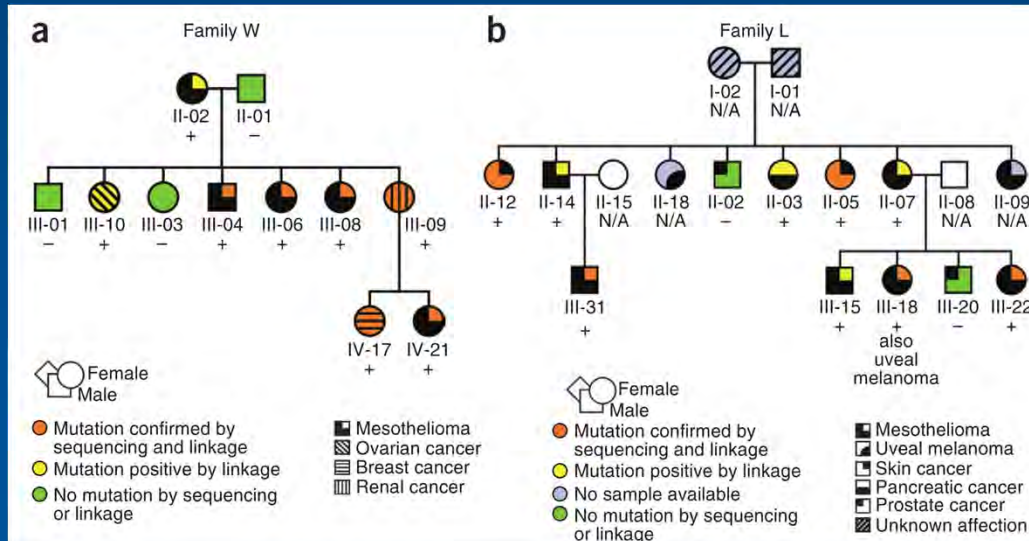 a
Family W
II-02
+
II-01
–
III-01
–
III-10
+
III-03
–
III-04
+
III-06
+
III-08
+
III-09
+
IV-17
+
IV-21
+
Female
Male
Mutation confirmed by
sequencing and linkage
Mutation positive by linkage
No mutation by sequencing
or linkage
Mesothelioma
Ovarian cancer
Breast cancer
Renal cancer
b
Family L
I-02
N/A
I-01
N/A
II-12
+
II-14
+
II-15
N/A
II-18
N/A
II-02
–
II-03
+
II-05
+
II-07
+
II-08
N/A
II-09
N/A
III-31
+
III-15
+
III-18
+
also
uveal
melanoma
III-20
–
III-22
+
Female
Male
Mutation confirmed by
sequencing and linkage
Mutation positive by linkage
No sample available
No mutation by sequencing
or linkage
Mesothelioma
Uveal melanoma
Skin cancer
Pancreatic cancer
Prostate cancer
Unknown affection